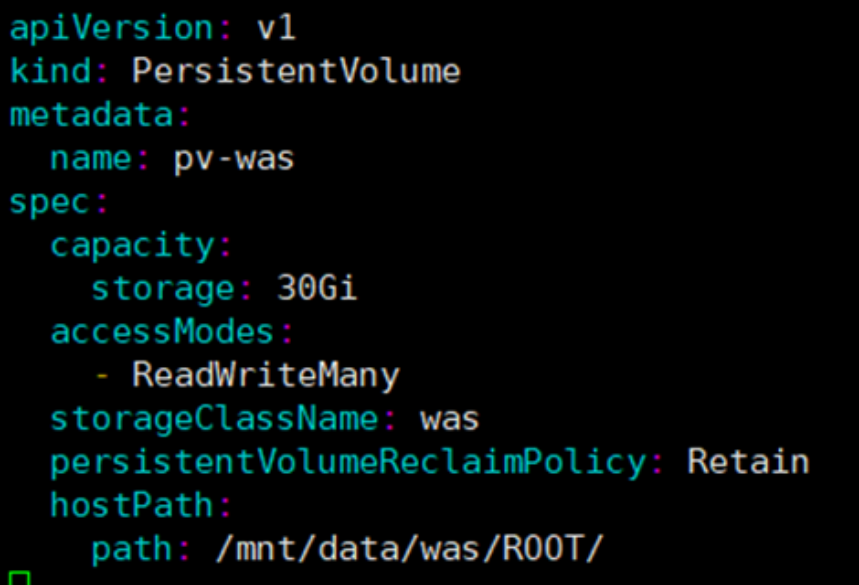 apiVersion: v1
kind: PersistentVolume
metadata:
  name: pv-was
spec:
  capacity:
    storage: 30Gi
  accessModes:
    - ReadWriteMany
  storageClassName: was
  persistentVolumeReclaimPolicy: Retain
  hostPath:
    path: /mnt/data/was/ROOT/